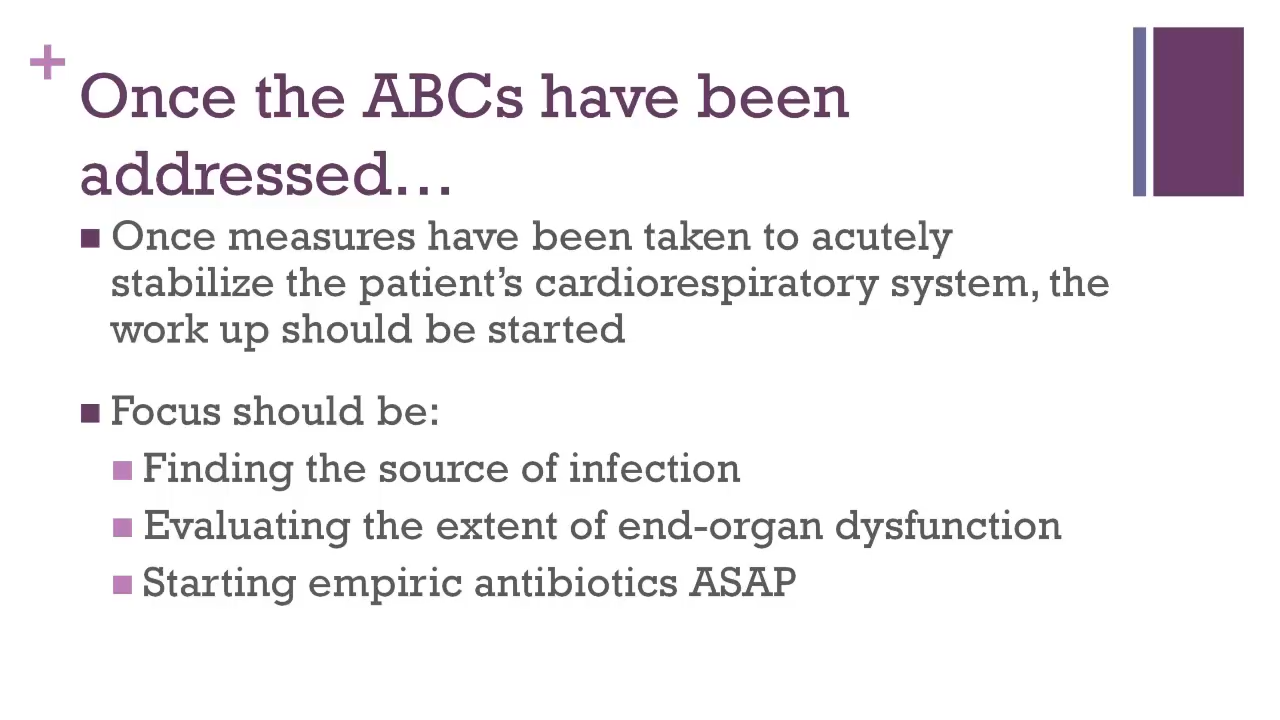 +
Once the ABCs have been
addressed…
Once measures have been taken to acutely
stabilize the patient’s cardiorespiratory system, the
work up should be started
Focus should be:
Finding the source of infection
Evaluating the extent of end-organ dysfunction
Starting empiric antibiotics ASAP